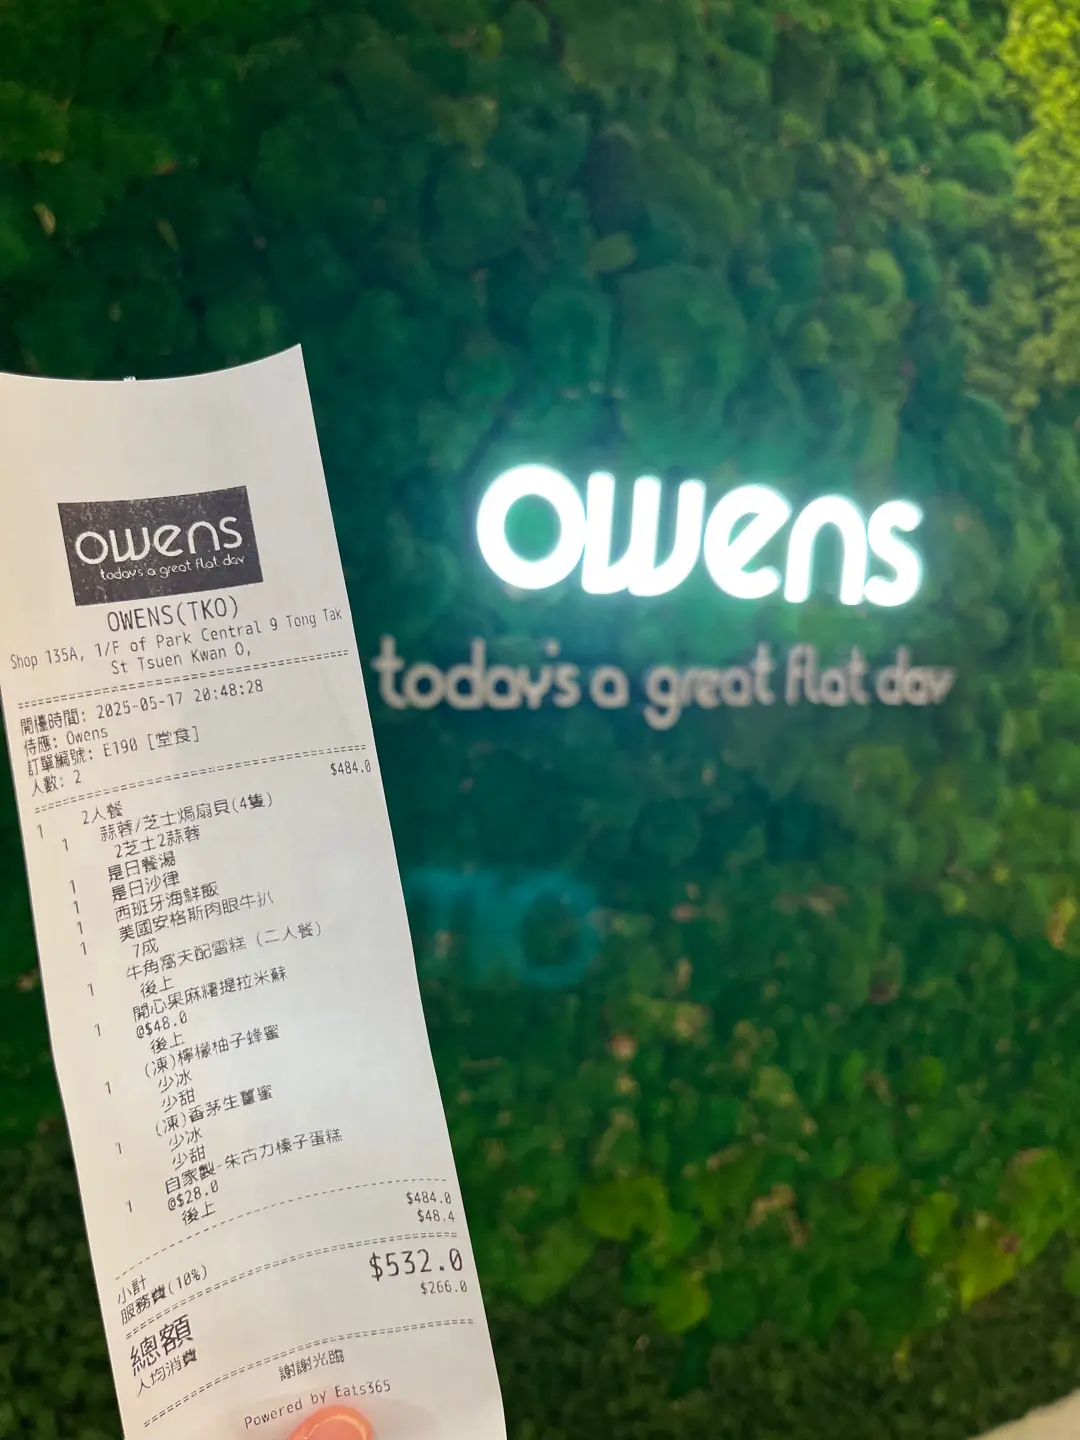 owens
today's a great flat day
owens
today's a great flat day
OWENS(TKO)
Shop 135A, 1/F of Park Central 9 Tong Tak
St Tsuen Kwan O,
開檯時間: 2025-05-17 20:48:28
侍應: Owens
訂單編號: E190 [堂食]
人數: 2
1 2人餐 $484.0
1 蒜蓉/芝士焗扇貝(4隻)
2芝士2蒜蓉
1 是日餐湯
1 是日沙律
1 西班牙海鮮飯
1 美國安格斯肉眼牛扒
7成
1 牛角窩夫配雪糕 (二人餐)
後上
1 開心果麻糬提拉米蘇
@$48.0
後上
1 (凍)檸檬柚子蜂蜜
少冰
少甜
1 (凍)香茅生薑蜜
少冰
少甜
1 自家製-朱古力榛子蛋糕
@$28.0
後上
小計 $484.0
服務費(10%) $48.4
總額 $532.0
人均消費 $266.0
謝謝光臨
Powered by Eats365